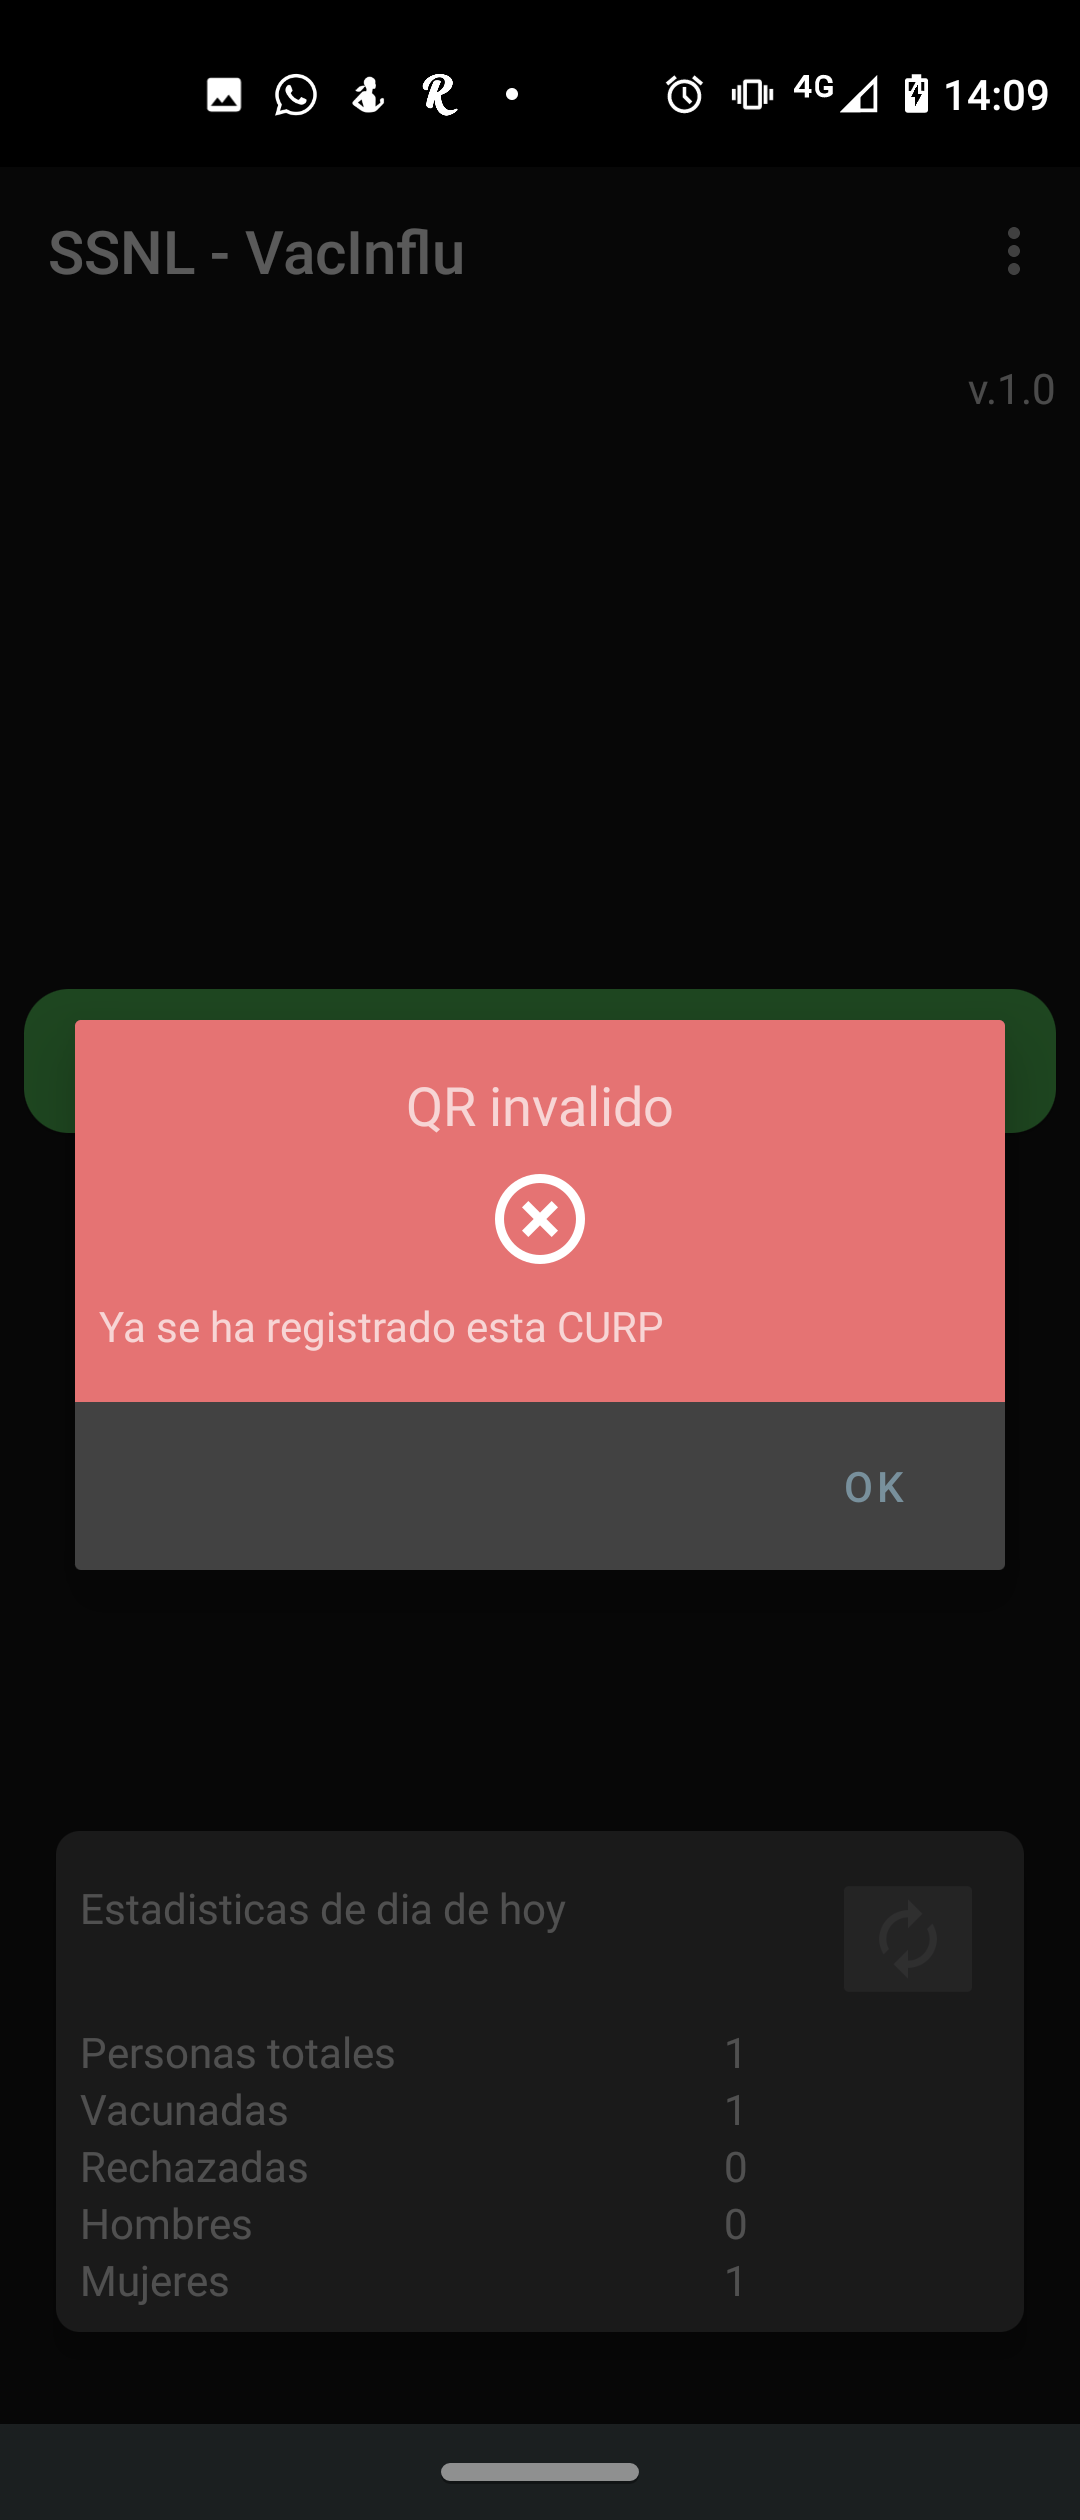 4G 14:09
SSNL - VacInflu
v.1.0
QR invalido
Ya se ha registrado esta CURP
OK
Estadisticas de dia de hoy
Personas totales 1
Vacunadas 1
Rechazadas 0
Hombres 0
Mujeres 1